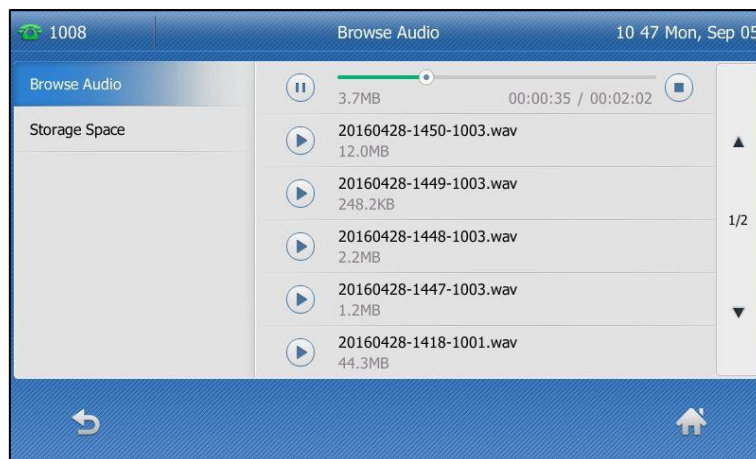 1008 Browse Audio 10 47 Mon, Sep 05
Browse Audio
3.7MB 00:00:35 / 00:02:02
Storage Space
20160428-1450-1003.wav
12.0MB
20160428-1449-1003.wav
248.2KB
1/2
20160428-1448-1003.wav
2.2MB
20160428-1447-1003.wav
1.2MB
20160428-1418-1001.wav
44.3MB